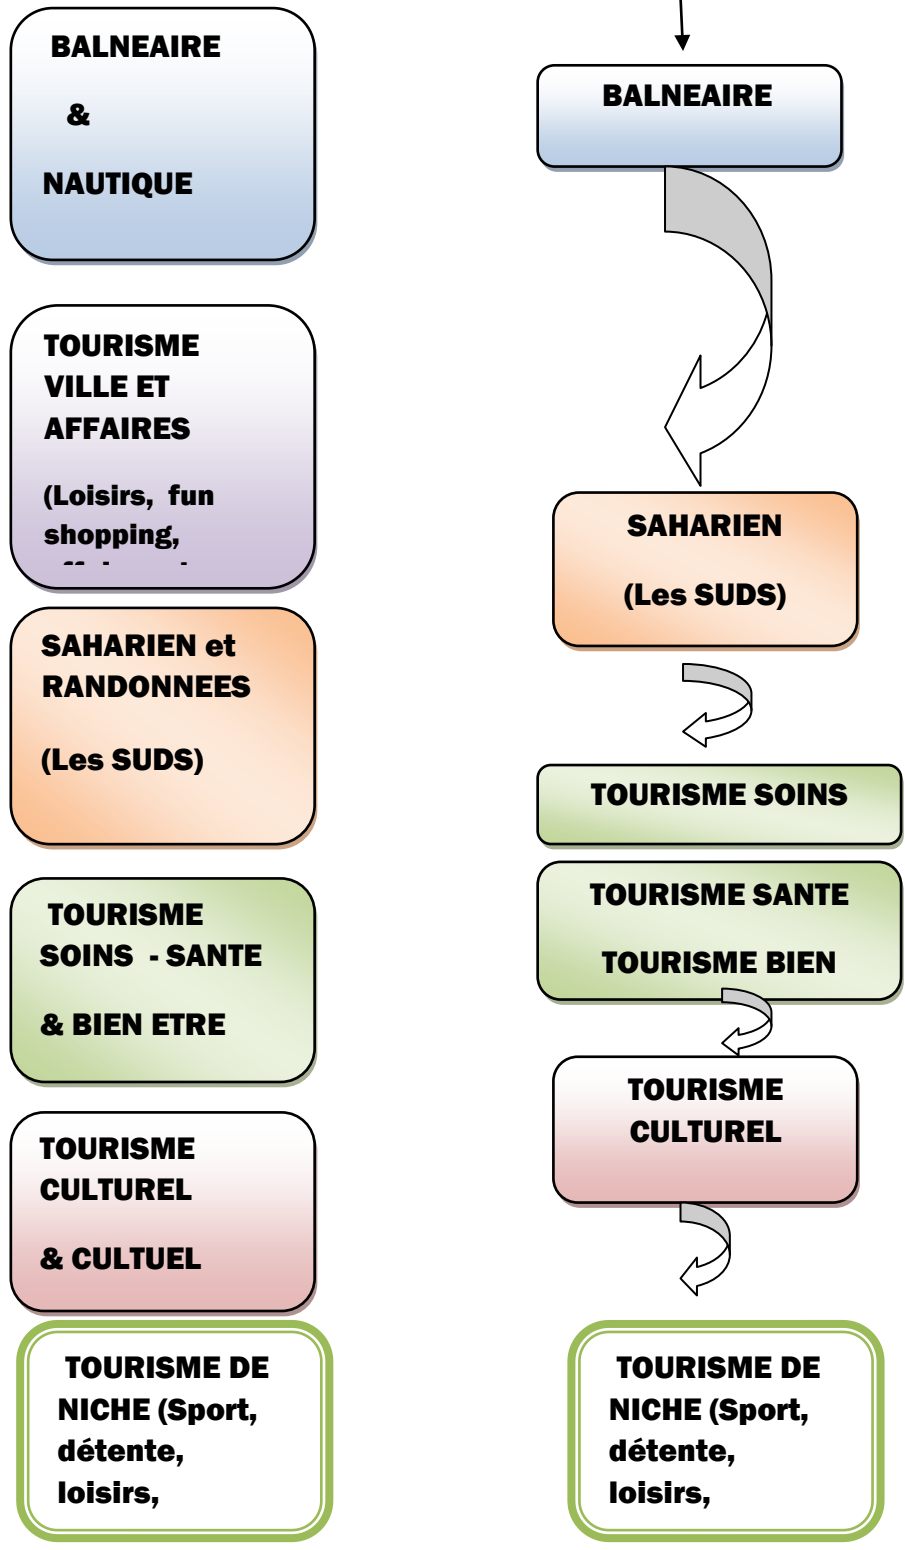 BALNEAIRE
&
NAUTIQUE
TOURISME
VILLE ET
AFFAIRES
(Loisirs, fun
shopping,
SAHARIEN et
RANDONNEES
(Les SUDS)
TOURISME
SOINS - SANTE
& BIEN ETRE
TOURISME
CULTUREL
& CULTUEL
TOURISME DE
NICHE (Sport,
détente,
loisirs,
BALNEAIRE
SAHARIEN
(Les SUDS)
TOURISME SOINS
TOURISME SANTE
TOURISME BIEN
TOURISME
CULTUREL
TOURISME DE
NICHE (Sport,
détente,
loisirs,